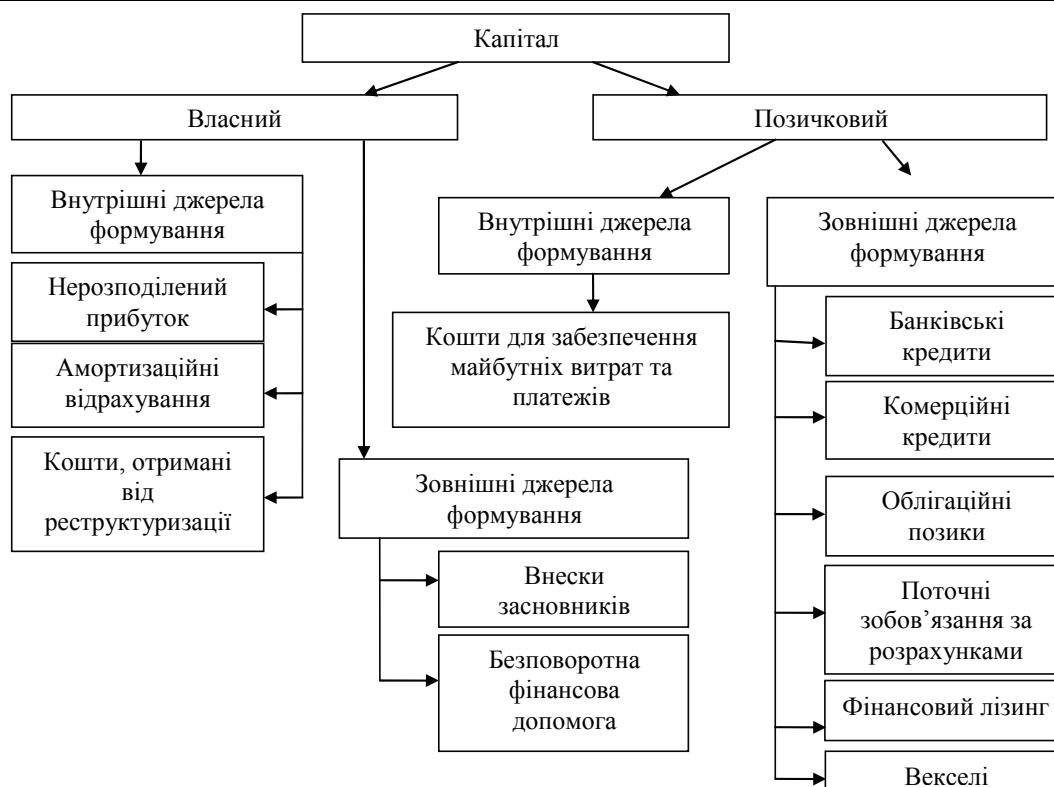 Капітал
Власний
Позичковий
Внутрішні джерела
формування
Нерозподілений
прибуток
Амортизаційні
відрахування
Кошти, отримані
від
реструктуризації
Зовнішні джерела
формування
Внески
засновників
Безповоротна
фінансова
допомога
Внутрішні джерела
формування
Кошти для забезпечення
майбутніх витрат та
платежів
Зовнішні джерела
формування
Банківські
кредити
Комерційні
кредити
Облігаційні
позики
Поточні
зобов’язання за
розрахунками
Фінансовий лізинг
Векселі